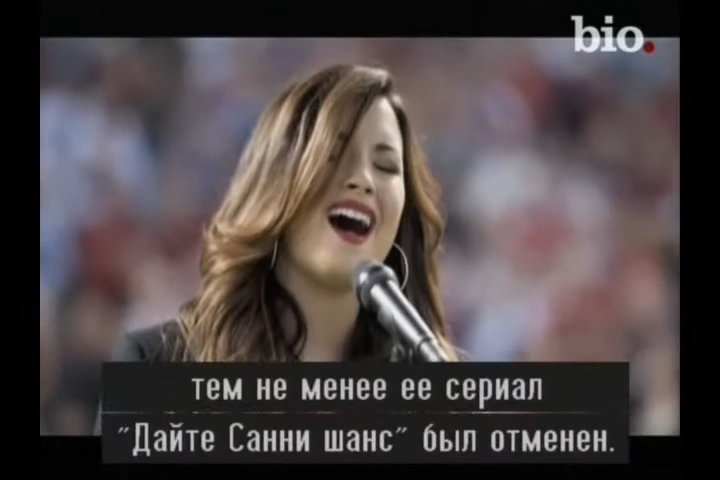 bio.
тем не менее ее сериал
"Дайте Санни шанс" был отменен.